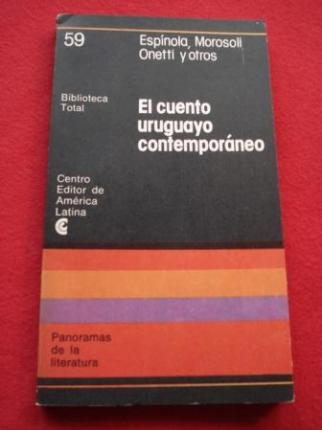 59
Espínola, Morosoli
Onetti y otros
Biblioteca
Total
El cuento
uruguayo
contemporáneo
Centro
Editor de
América
Latina
Panoramas
de la
literatura